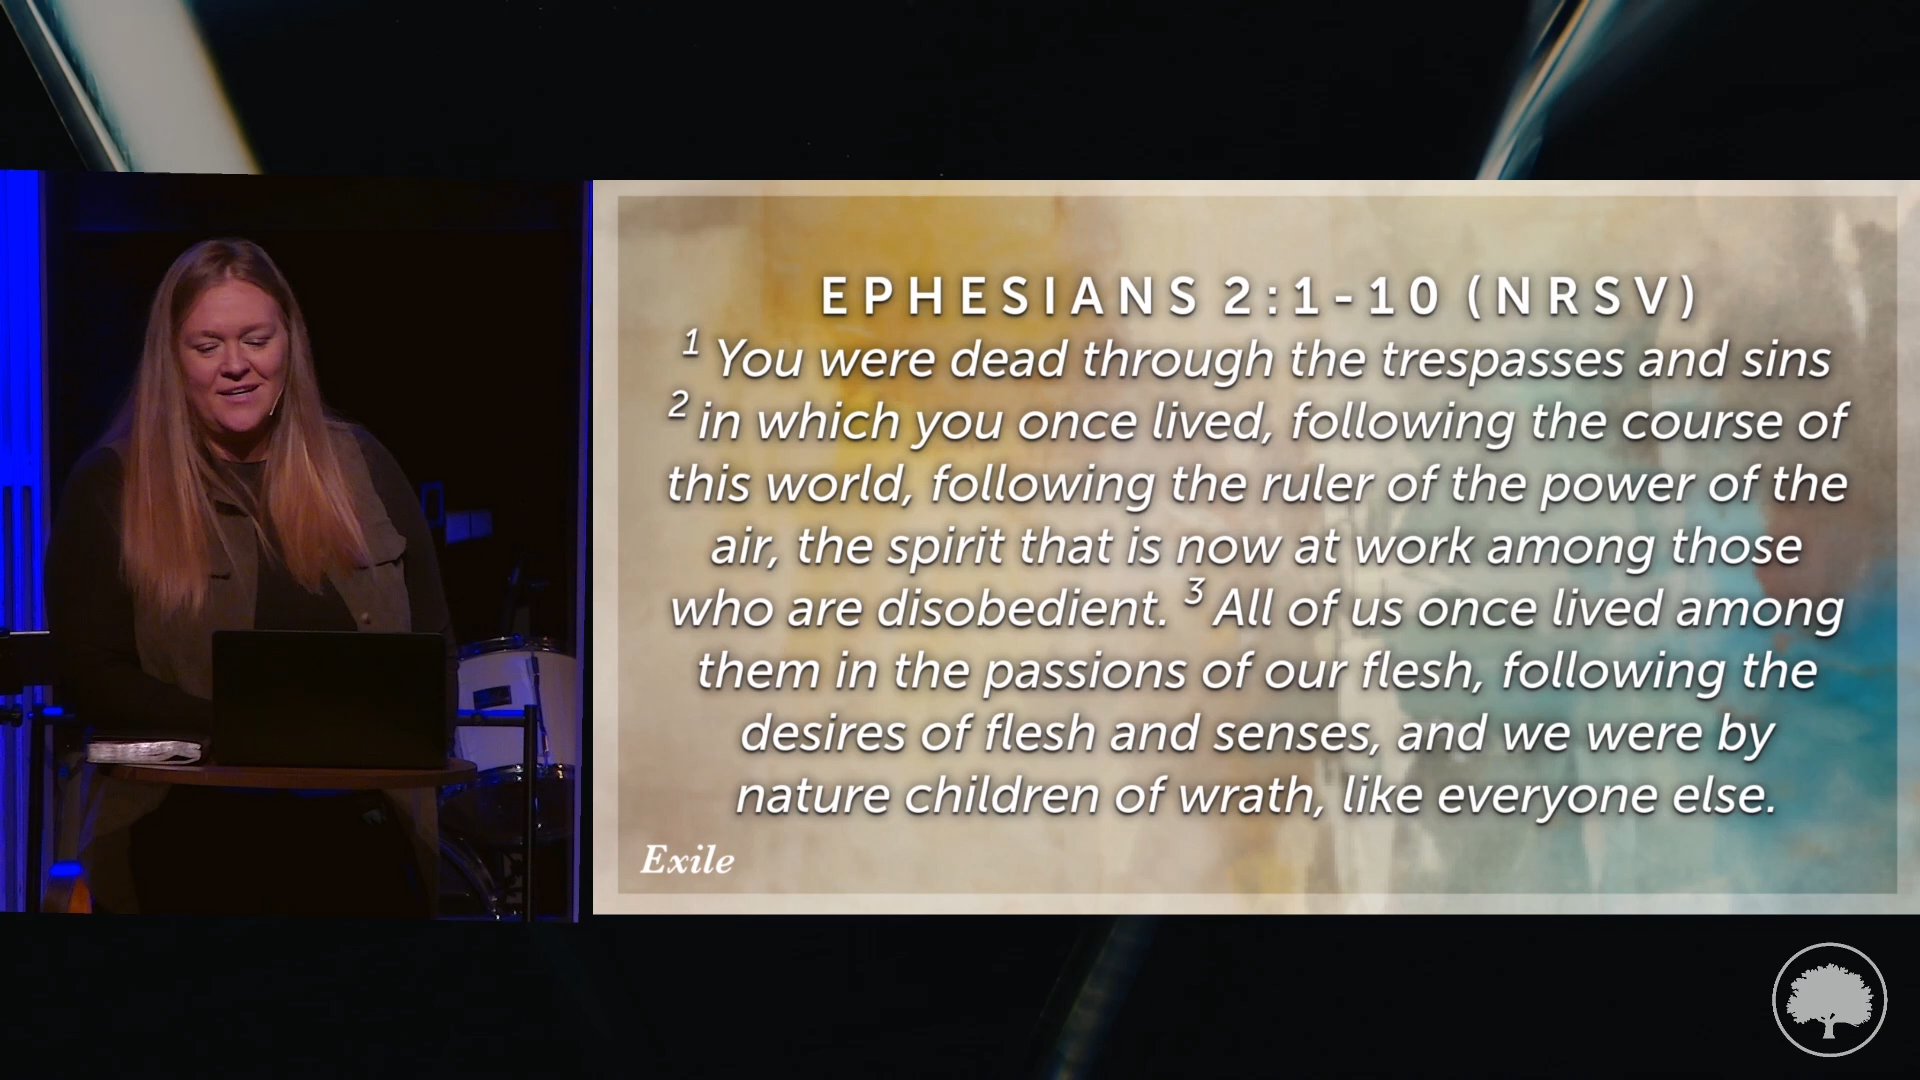 EPHESIANS 2:1-10 (NRSV)
1 You were dead through the trespasses and sins
2 in which you once lived, following the course of
this world, following the ruler of the power of the
air, the spirit that is now at work among those
who are disobedient. 3 All of us once lived among
them in the passions of our flesh, following the
desires of flesh and senses, and we were by
nature children of wrath, like everyone else.
Exile